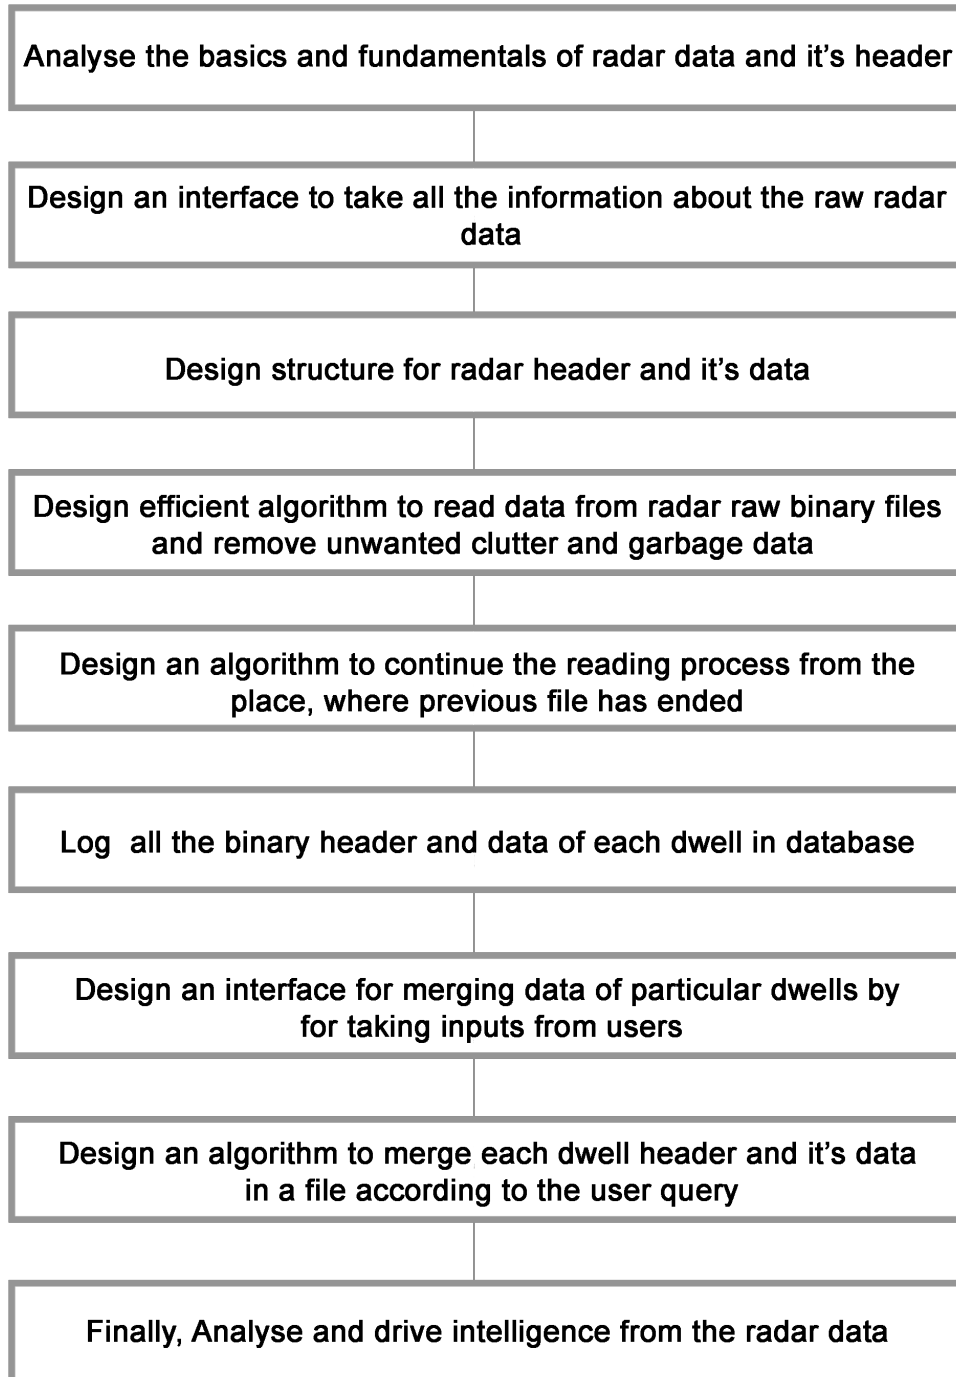 Analyse the basics and fundamentals of radar data and it's header
Design an interface to take all the information about the raw radar
data
Design structure for radar header and it's data
Design efficient algorithm to read data from radar raw binary files
and remove unwanted clutter and garbage data
Design an algorithm to continue the reading process from the
place, where previous file has ended
Log  all the binary header and data of each dwell in database
Design an interface for merging data of particular dwells by
for taking inputs from users
Design an algorithm to merge each dwell header and it's data
in a file according to the user query
Finally, Analyse and drive intelligence from the radar data